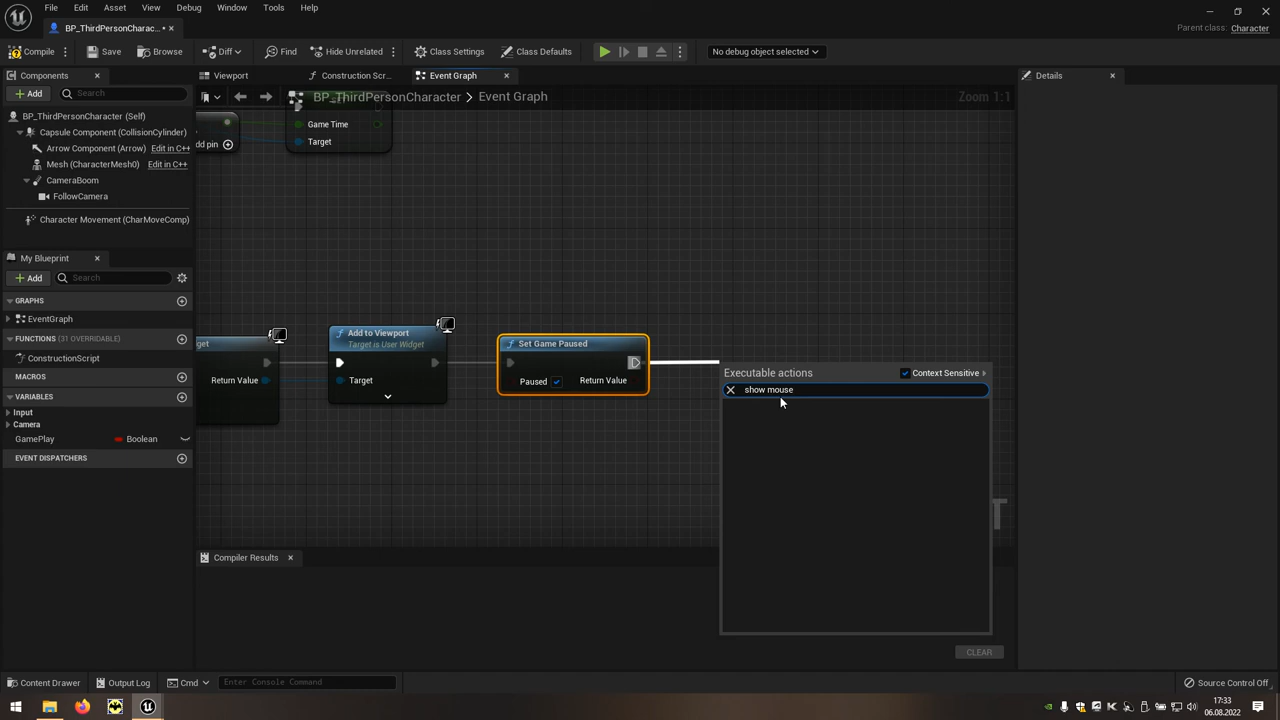 File Edit Asset View Debug Window Tools Help
BP_ThirdPersonCharac...
Parent class: Character
Compile Save Browse Diff Find Hide Unrelated Class Settings Class Defaults No debug object selected
Components Viewport Construction Scr... Event Graph Details
Add Search
BP_ThirdPersonCharacter > Event Graph Zoom 1:1
BP_ThirdPersonCharacter (Self)
Capsule Component (CollisionCylinder)
Arrow Component (Arrow) Edit in C++
Mesh (CharacterMesh0) Edit in C++
CameraBoom
FollowCamera
Character Movement (CharMoveComp)
Game Time
Target
dd pin
My Blueprint
Add Search
GRAPHS
EventGraph
FUNCTIONS (31 OVERRIDABLE)
ConstructionScript
MACROS
VARIABLES
Input
Camera
GamePlay Boolean
EVENT DISPATCHERS
get
Return Value
Add to Viewport
Target is User Widget
Target
Set Game Paused
Paused Return Value
Executable actions Context Sensitive
show mouse
T
Compiler Results
CLEAR
Content Drawer Output Log Cmd Enter Console Command Source Control Off
17:33
06.08.2022